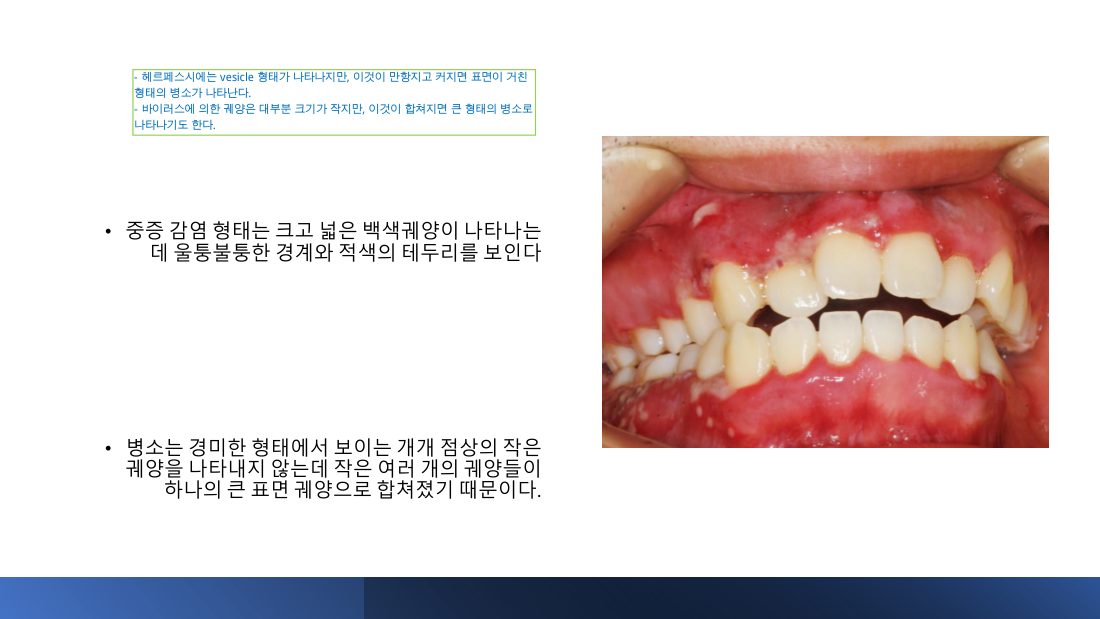 - 헤르페스시에는 vesicle 형태가 나타나지만, 이것이 만항지고 커지면 표면이 거친
형태의 병소가 나타난다.
- 바이러스에 의한 궤양은 대부분 크기가 작지만, 이것이 합쳐지면 큰 형태의 병소로
나타나기도 한다.
• 중증 감염 형태는 크고 넓은 백색궤양이 나타나는
데 울퉁불퉁한 경계와 적색의 테두리를 보인다
• 병소는 경미한 형태에서 보이는 개개 점상의 작은
궤양을 나타내지 않는데 작은 여러 개의 궤양들이
하나의 큰 표면 궤양으로 합쳐졌기 때문이다.